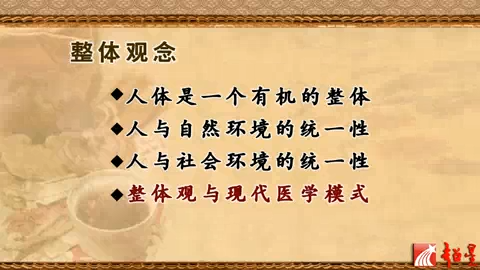 整体观念
人体是一个有机的整体
人与自然环境的统一性
人与社会环境的统一性
整体观与现代医学模式